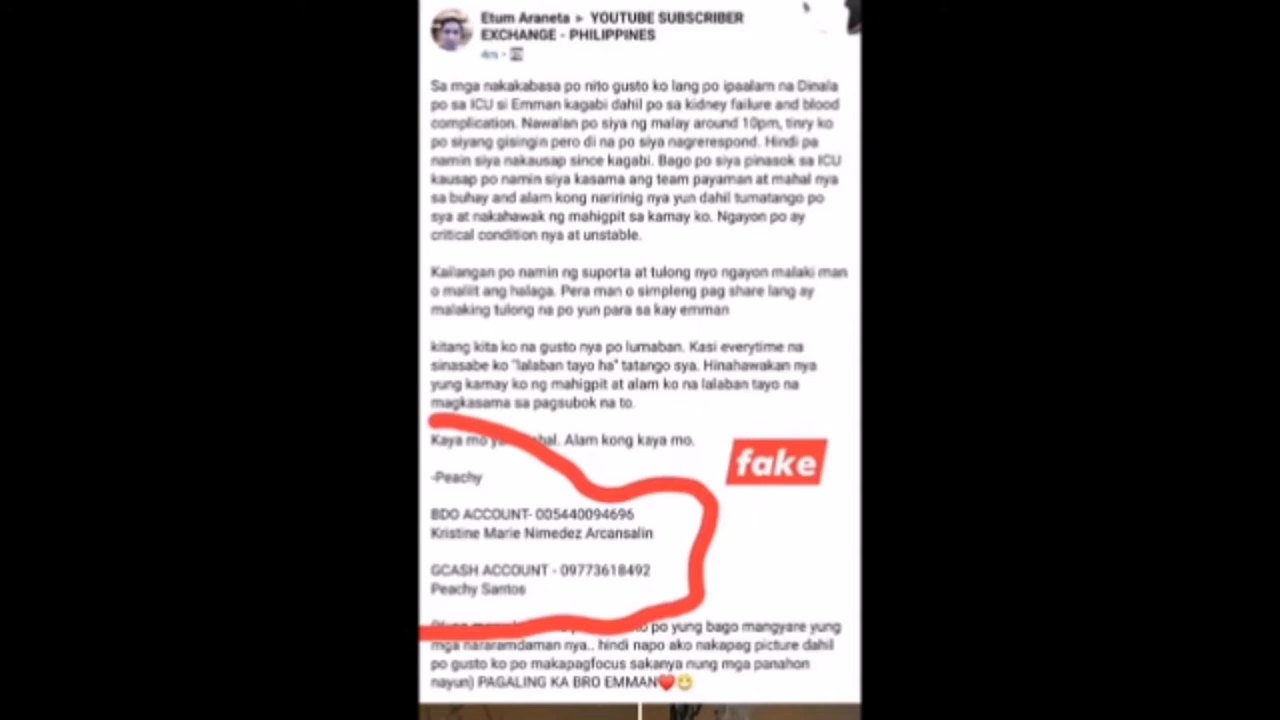 Etum Araneta ▸ YOUTUBE SUBSCRIBER
EXCHANGE - PHILIPPINES
4m ·
Sa mga nakakabasa po nito gusto ko lang po ipaalam na Dinala
po sa ICU si Emman kagabi dahil po sa kidney failure and blood
complication. Nawalan po siya ng malay around 10pm, tinry ko
po siyang gisingin pero di na po siya nagrerespond. Hindi pa
namin siya nakausap since kagabi. Bago po siya pinasok sa ICU
kausap po namin siya kasama ang team payaman at mahal nya
sa buhay and alam kong naririnig nya yun dahil tumatango po
sya at nakahawak ng mahigpit sa kamay ko. Ngayon po ay
critical condition nya at unstable.
Kailangan po namin ng suporta at tulong nyo ngayon malaki man
o maliit ang halaga. Pera man o simpleng pag share lang ay
malaking tulong na po yun para sa kay emman
kitang kita ko na gusto nya po lumaban. Kasi everytime na
sinasabe ko "lalaban tayo ha" tatango sya. Hinahawakan nya
yung kamay ko ng mahigpit at alam ko na lalaban tayo na
magkasama sa pagsubok na to.
Kaya mo Alam kong kaya mo.
fake
-Peachy
BDO ACCOUNT- 005440094696
Kristine Marie Nimedez Arcansalin
GCASH ACCOUNT - 09773618492
Peachy Santos
po yung bago mangyare yung
mga nararamdaman nya.. hindi napo ako nakapag picture dahil
po gusto ko po makapagfocus sakanya nung mga panahon
nayun) PAGALING KA BRO EMMAN❤️😀